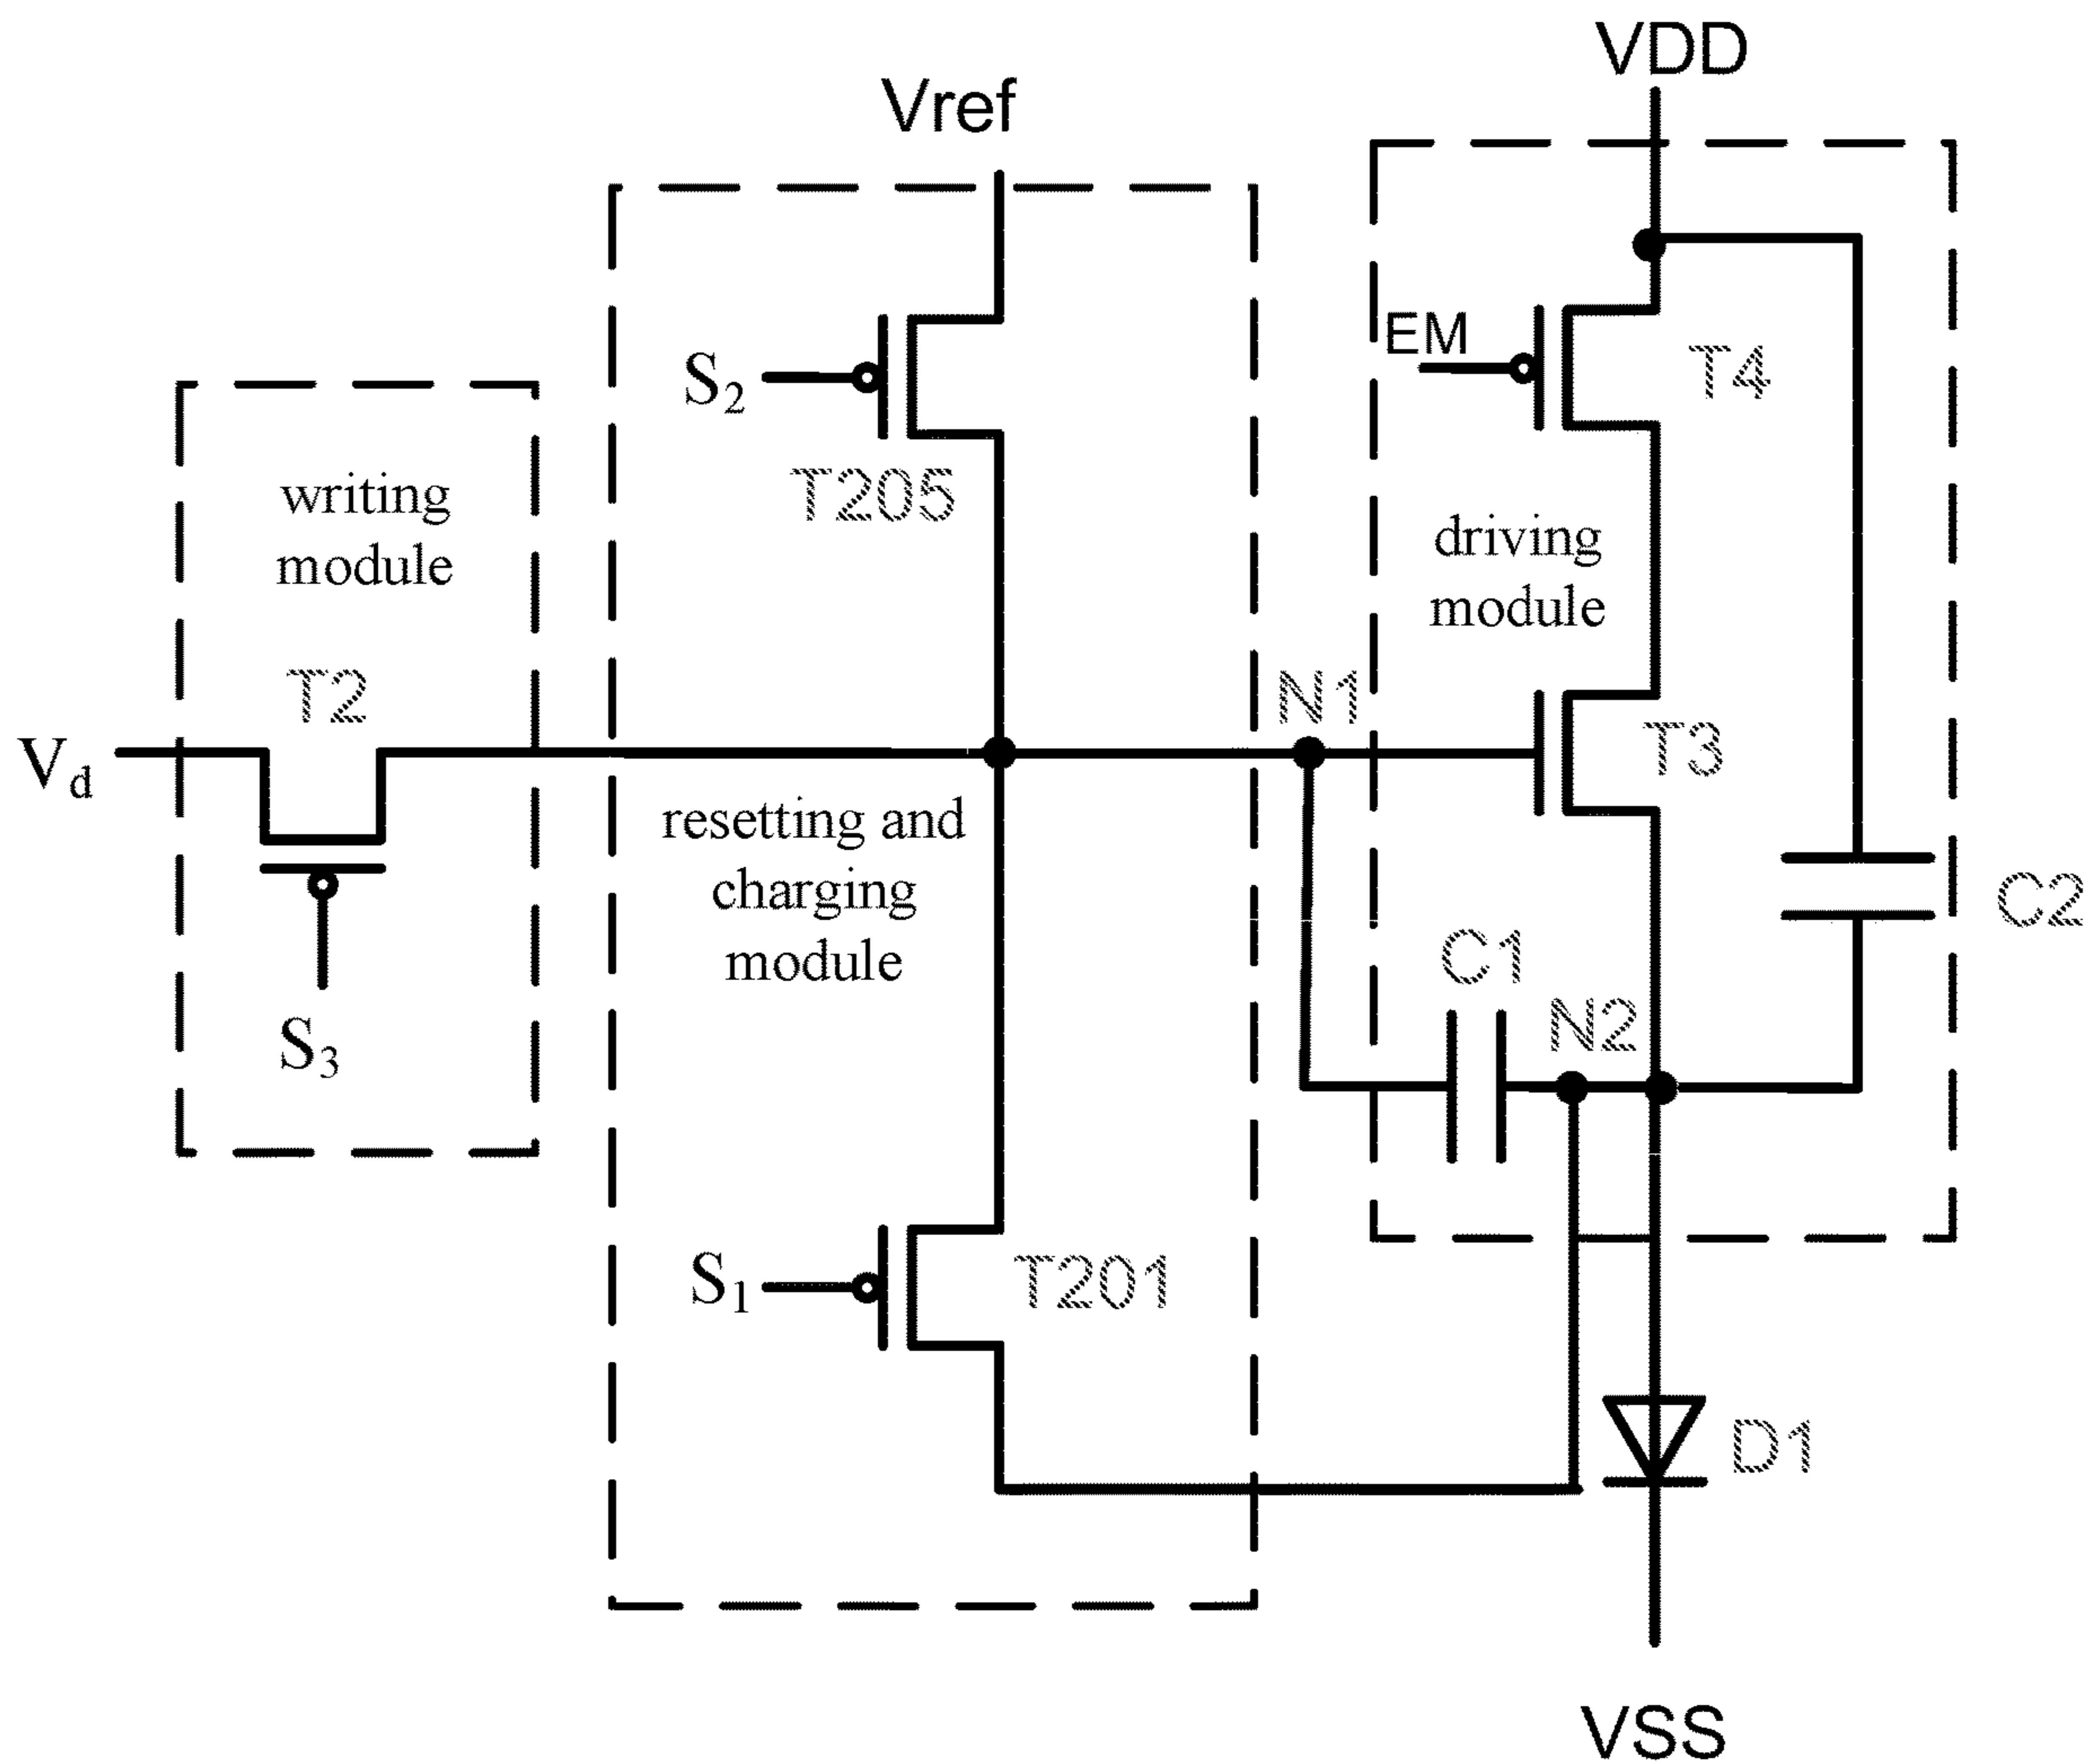 VDD
Vref
EM
T4
S2
T205
writing
module
driving
module
T2
N1
T3
Vd
resetting and
charging
module
C2
C1
N2
S3
S1
T201
D1
VSS